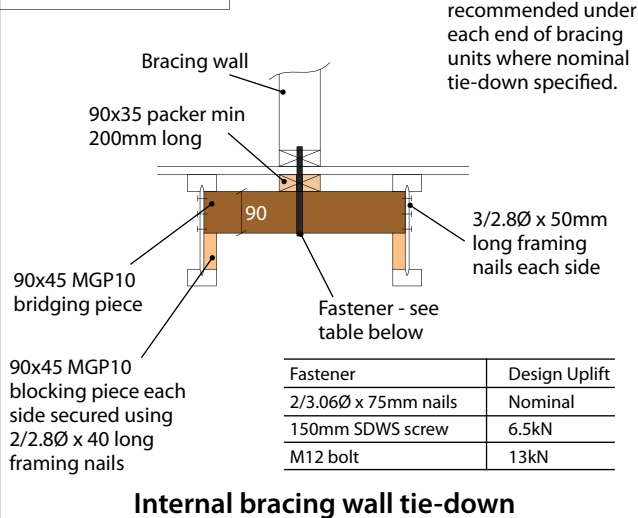 recommended under
each end of bracing
units where nominal
tie-down specified.
Bracing wall
90x35 packer min
200mm long
90
3/2.8Ø x 50mm
long framing
nails each side
90x45 MGP10
bridging piece
Fastener - see
table below
90x45 MGP10
blocking piece each
side secured using
2/2.8Ø x 40 long
framing nails
Fastener Design Uplift
2/3.06Ø x 75mm nails Nominal
150mm SDWS screw 6.5kN
M12 bolt 13kN
Internal bracing wall tie-down